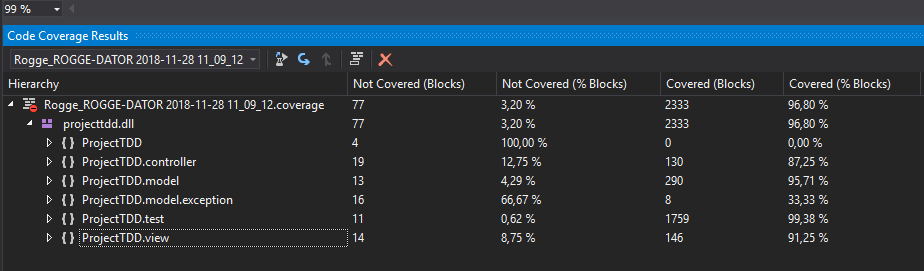 99 %
Code Coverage Results
Rogge_ROGGE-DATOR 2018-11-28 11_09_12
Hierarchy Not Covered (Blocks) Not Covered (% Blocks) Covered (Blocks) Covered (% Blocks)
Rogge_ROGGE-DATOR 2018-11-28 11_09_12.coverage 77 3,20 % 2333 96,80 %
projecttdd.dll 77 3,20 % 2333 96,80 %
{ } ProjectTDD 4 100,00 % 0 0,00 %
{ } ProjectTDD.controller 19 12,75 % 130 87,25 %
{ } ProjectTDD.model 13 4,29 % 290 95,71 %
{ } ProjectTDD.model.exception 16 66,67 % 8 33,33 %
{ } ProjectTDD.test 11 0,62 % 1759 99,38 %
{ } ProjectTDD.view 14 8,75 % 146 91,25 %